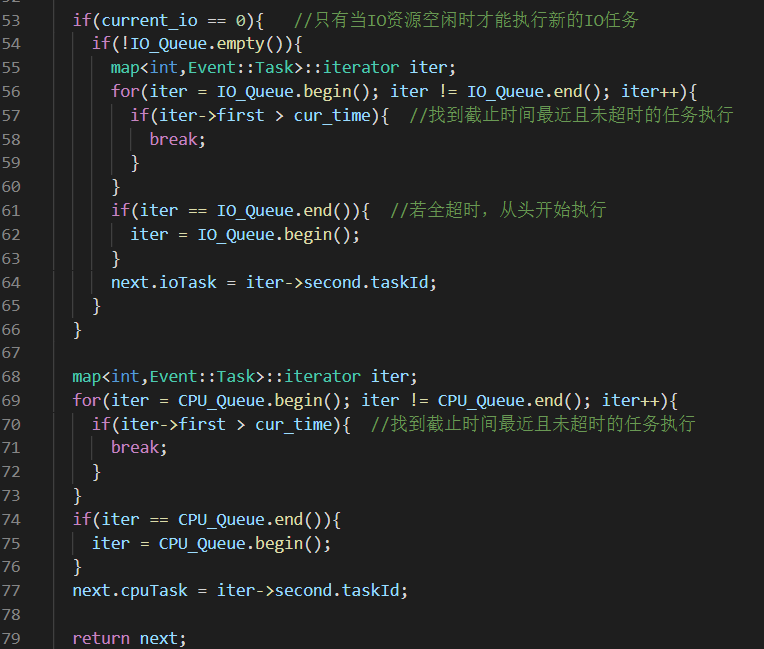 53 if(current_io == 0){ //只有当IO资源空闲时才能执行新的IO任务
54 if(!IO_Queue.empty()){
55 map<int,Event::Task>::iterator iter;
56 for(iter = IO_Queue.begin(); iter != IO_Queue.end(); iter++){
57 if(iter->first > cur_time){ //找到截止时间最近且未超时的任务执行
58 break;
59 }
60 }
61 if(iter == IO_Queue.end()){ //若全超时，从头开始执行
62 iter = IO_Queue.begin();
63 }
64 next.ioTask = iter->second.taskId;
65 }
66 }
67
68 map<int,Event::Task>::iterator iter;
69 for(iter = CPU_Queue.begin(); iter != CPU_Queue.end(); iter++){
70 if(iter->first > cur_time){ //找到截止时间最近且未超时的任务执行
71 break;
72 }
73 }
74 if(iter == CPU_Queue.end()){
75 iter = CPU_Queue.begin();
76 }
77 next.cpuTask = iter->second.taskId;
78
79 return next;